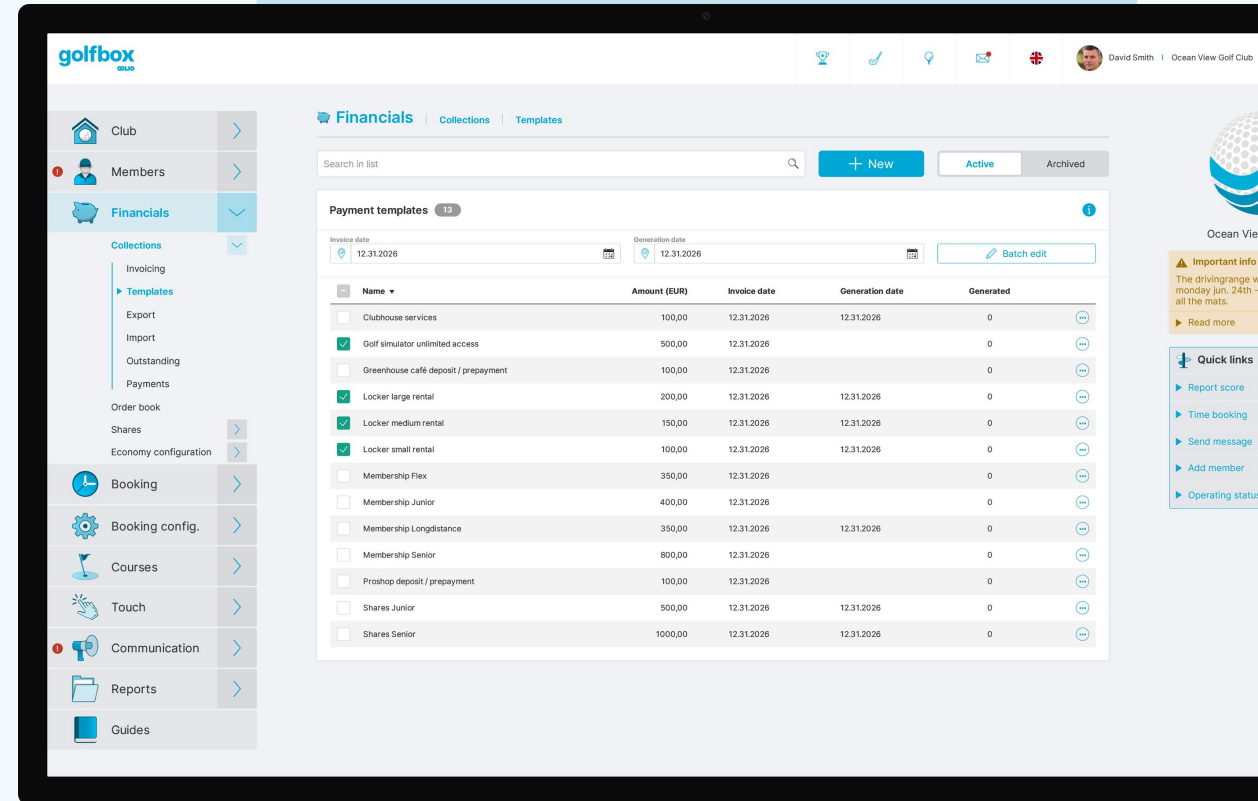 golfbox
GOLF.IO
David Smith | Ocean View Golf Club
Club
Members
Financials
Collections
Invoicing
Templates
Export
Import
Outstanding
Payments
Order book
Shares
Economy configuration
Booking
Booking config.
Courses
Touch
Communication
Reports
Guides
Financials | Collections | Templates
Search in list
New
Active
Archived
Payment templates 13
Invoice date
12.31.2026
Generation date
12.31.2026
Batch edit
Name Amount (EUR) Invoice date Generation date Generated
Clubhouse services 100,00 12.31.2026 12.31.2026 0
Golf simulator unlimited access 500,00 12.31.2026 0
Greenhouse café deposit / prepayment 100,00 12.31.2026 0
Locker large rental 200,00 12.31.2026 12.31.2026 0
Locker medium rental 150,00 12.31.2026 12.31.2026 0
Locker small rental 100,00 12.31.2026 12.31.2026 0
Membership Flex 350,00 12.31.2026 0
Membership Junior 400,00 12.31.2026 0
Membership Longdistance 350,00 12.31.2026 12.31.2026 0
Membership Senior 800,00 12.31.2026 0
Proshop deposit / prepayment 100,00 12.31.2026 0
Shares Junior 500,00 12.31.2026 12.31.2026 0
Shares Senior 1000,00 12.31.2026 12.31.2026 0
Ocean Vie
Important info
The drivingrange w
monday jun. 24th -
all the mats.
Read more
Quick links
Report score
Time booking
Send message
Add member
Operating status